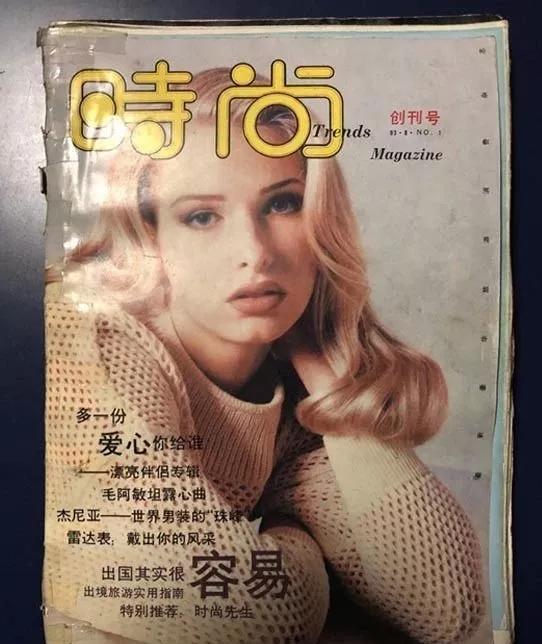 時尚
Trends
Magazine
创刊号
93·8·NO.1
多一份
爱心你给谁
——漂亮伴侣专辑
毛阿敏坦露心曲
杰尼亚——世界男装的"珠峰"
雷达表：戴出你的风采
出国其实很容易
出境旅游实用指南
特别推荐：时尚先生